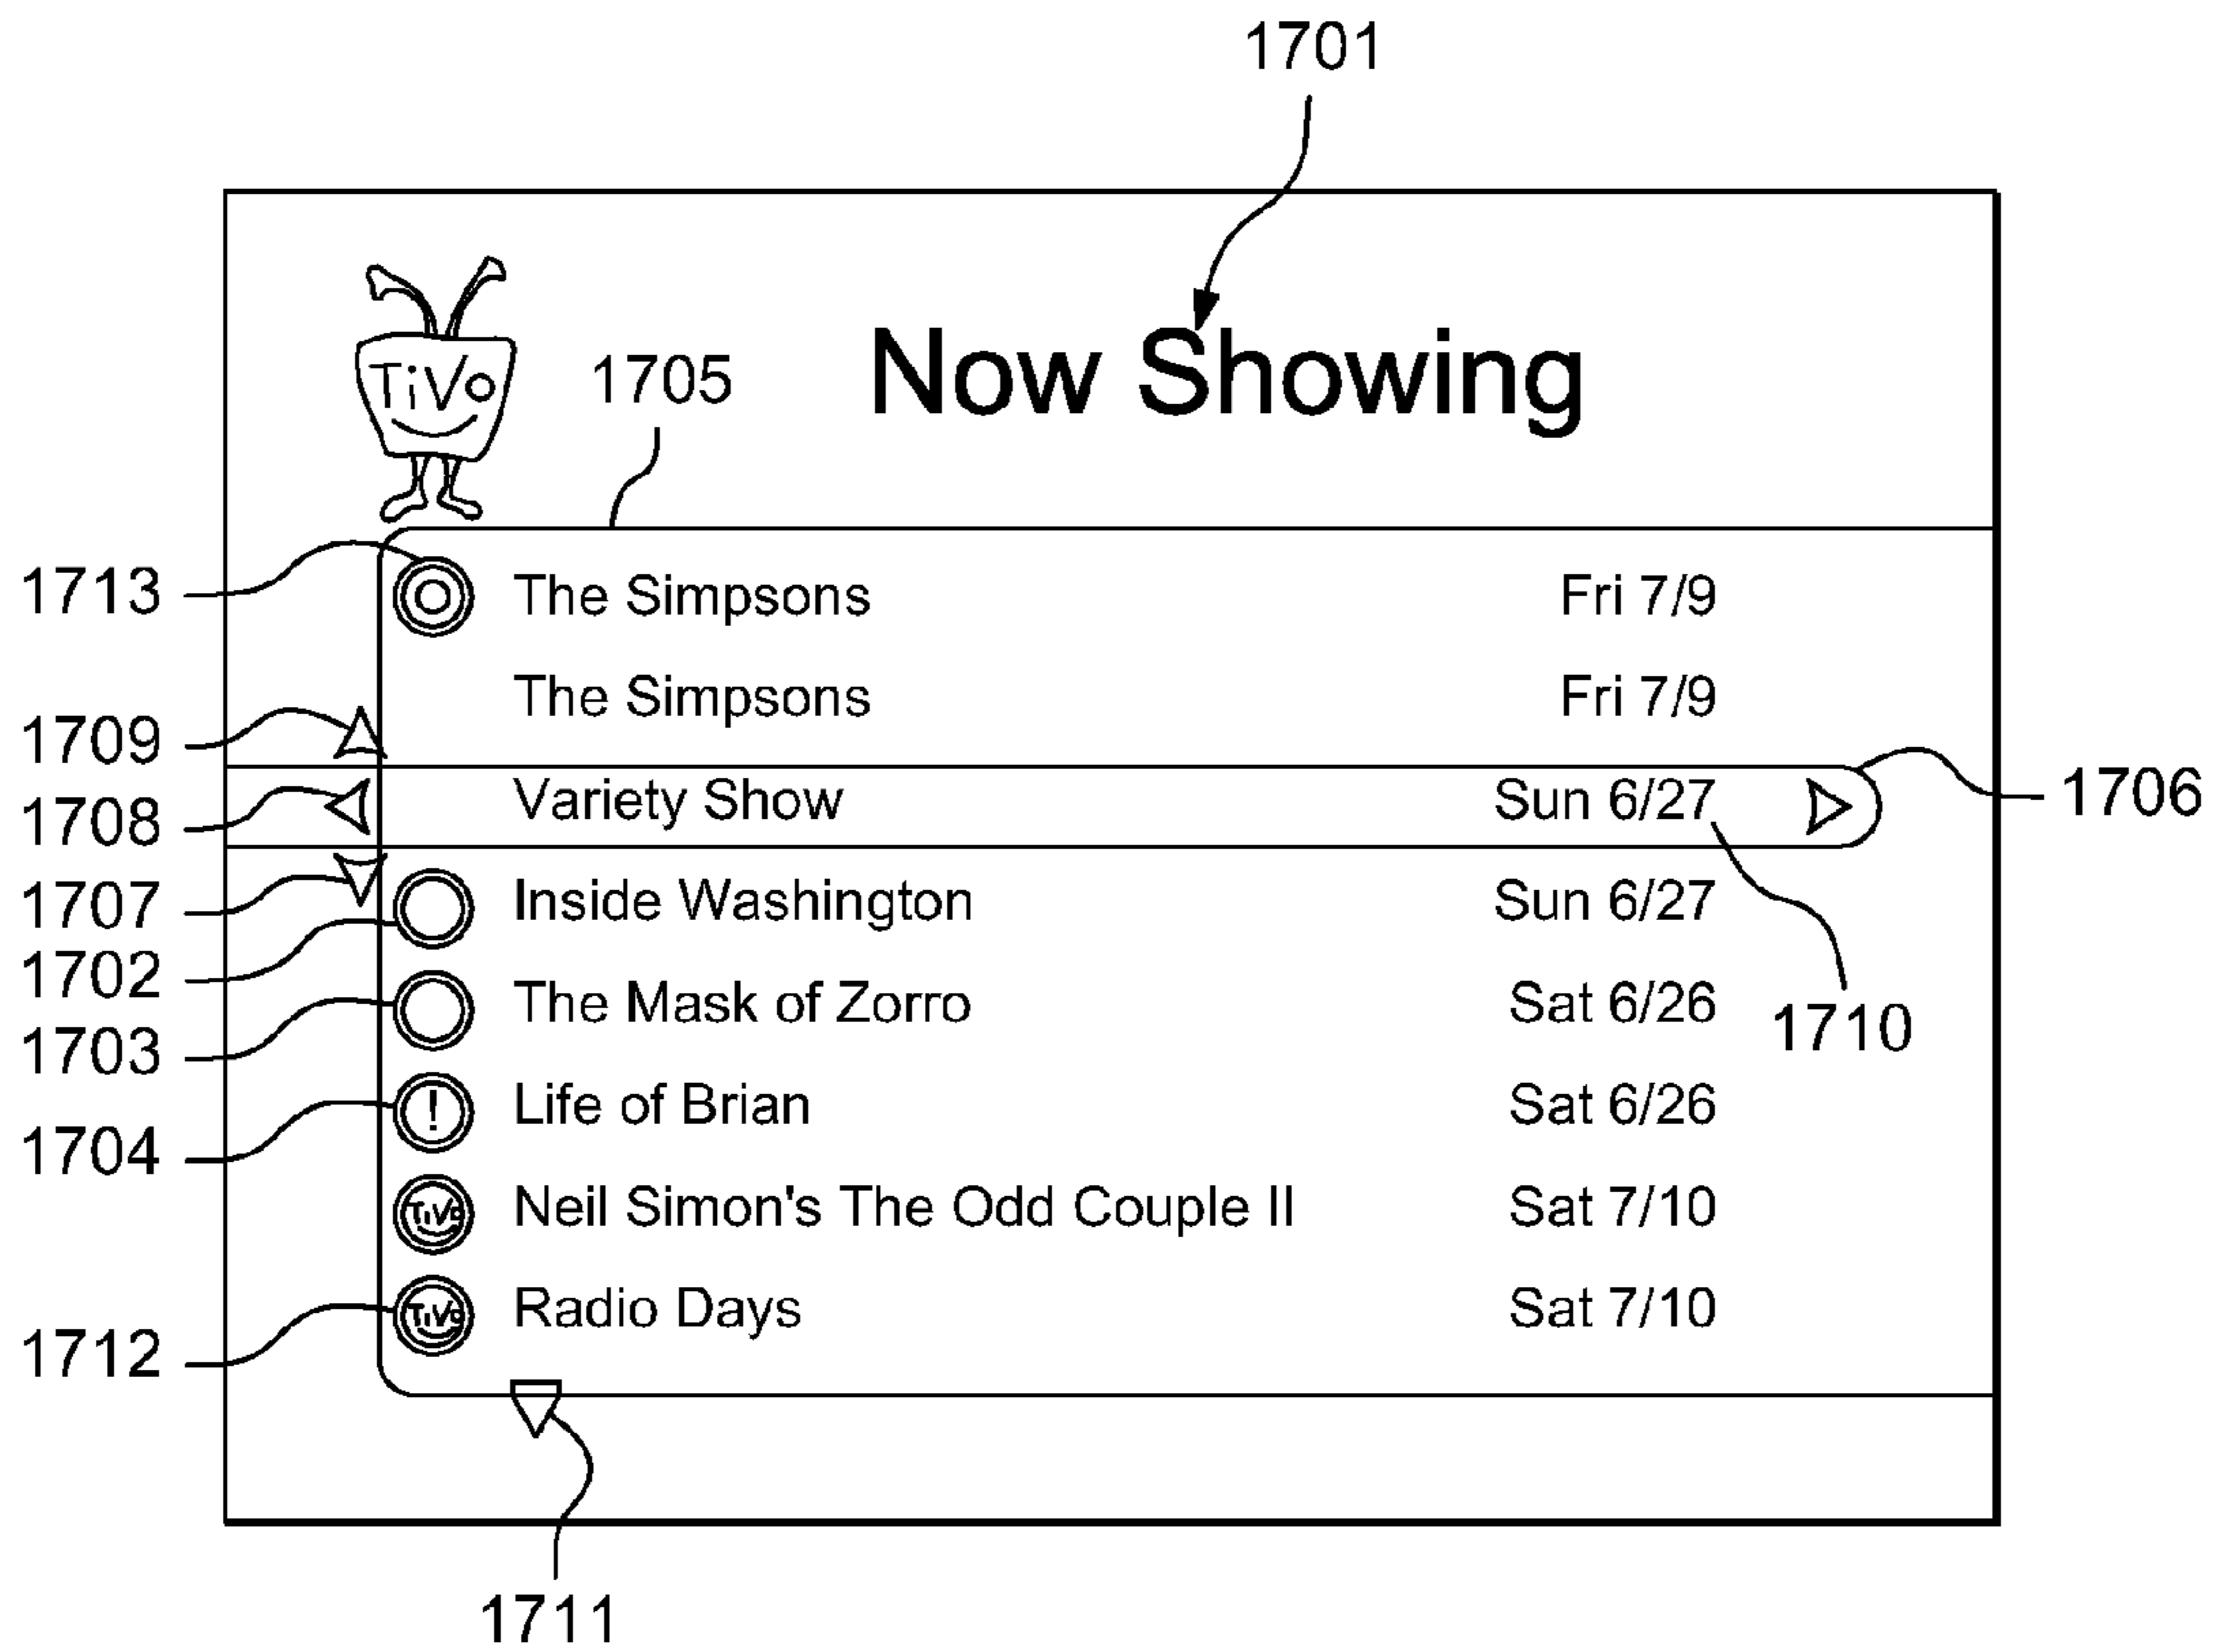 1701
TiVo
1705
Now Showing
1713
The Simpsons Fri 7/9
The Simpsons Fri 7/9
1709
1708
Variety Show Sun 6/27
1706
1707
Inside Washington Sun 6/27
1702
The Mask of Zorro Sat 6/26
1710
1703
! Life of Brian Sat 6/26
1704
TiVo Neil Simon's The Odd Couple II Sat 7/10
TiVo Radio Days Sat 7/10
1712
1711